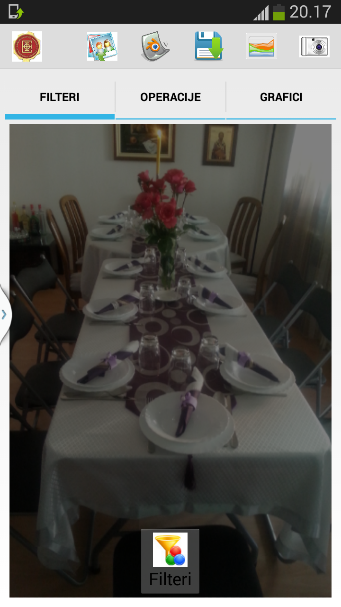 20.17
FILTERI
OPERACIJE
GRAFICI
Filteri